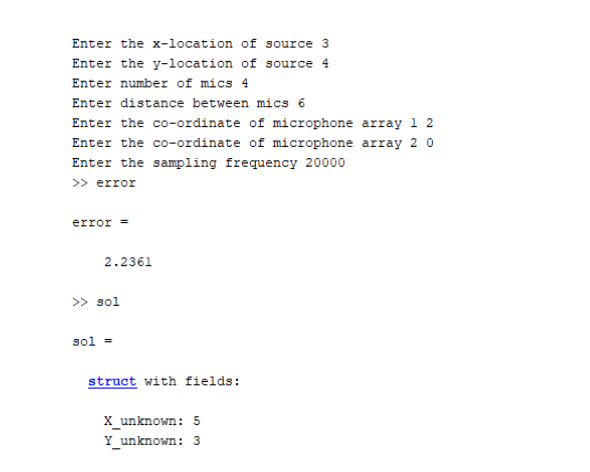 Enter the x-location of source 3
Enter the y-location of source 4
Enter number of mics 4
Enter distance between mics 6
Enter the co-ordinate of microphone array 1 2
Enter the co-ordinate of microphone array 2 0
Enter the sampling frequency 20000
>> error
error =
2.2361
>> sol
sol =
struct with fields:
X_unknown: 5
Y_unknown: 3